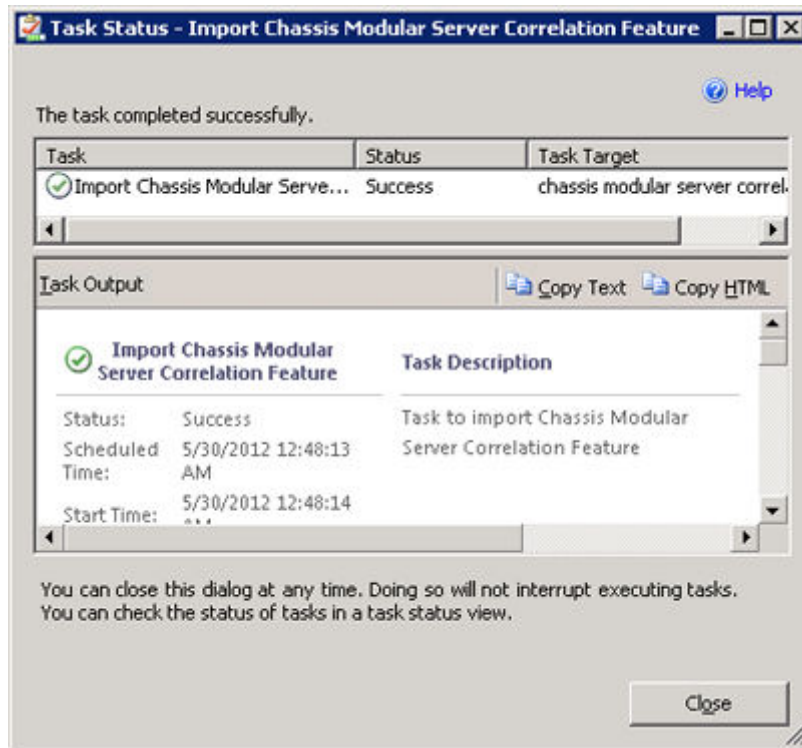 Task Status - Import Chassis Modular Server Correlation Feature
Help
The task completed successfully.
Task Status Task Target
Import Chassis Modular Serve... Success chassis modular server correl
Task Output Copy Text Copy HTML
Import Chassis Modular
Server Correlation Feature
Task Description
Status: Success
Task to import Chassis Modular
Server Correlation Feature
Scheduled Time: 5/30/2012 12:48:13 AM
Start Time: 5/30/2012 12:48:14
You can close this dialog at any time. Doing so will not interrupt executing tasks.
You can check the status of tasks in a task status view.
Close